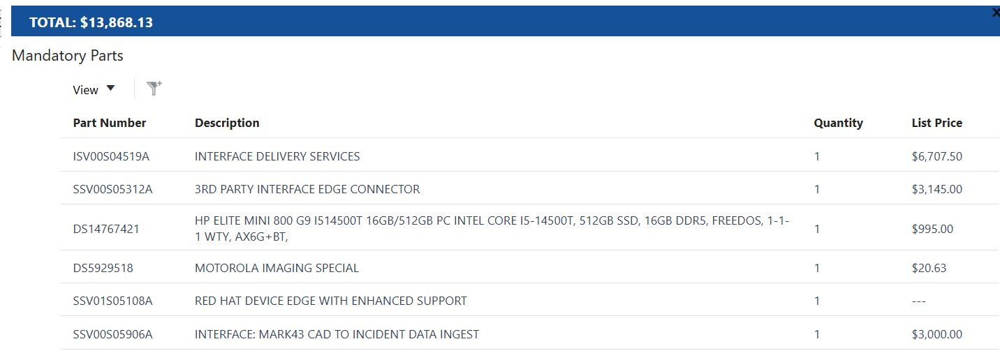 TOTAL: $13,868.13
Mandatory Parts
View
Part Number Description Quantity List Price
ISV00S04519A INTERFACE DELIVERY SERVICES 1 $6,707.50
SSV00S05312A 3RD PARTY INTERFACE EDGE CONNECTOR 1 $3,145.00
DS14767421 HP ELITE MINI 800 G9 I514500T 16GB/512GB PC INTEL CORE I5-14500T, 512GB SSD, 16GB DDR5, FREEDOS, 1-1-
1 WTY, AX6G+BT, 1 $995.00
DS5929518 MOTOROLA IMAGING SPECIAL 1 $20.63
SSV01S05108A RED HAT DEVICE EDGE WITH ENHANCED SUPPORT 1 ---
SSV00S05906A INTERFACE: MARK43 CAD TO INCIDENT DATA INGEST 1 $3,000.00